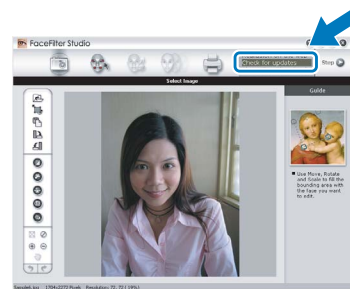 FaceFilter Studio
Check for updates
Step
Select Image
Guide
Use Move, Rotate
and Scale to fill the
bounding area with
the face you want
to edit.